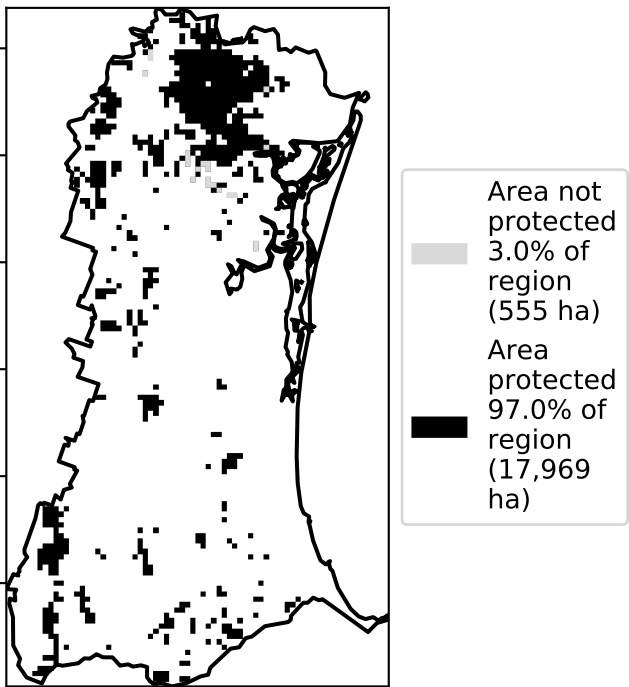 Area not
protected
3.0% of
region
(555 ha)
Area
protected
97.0% of
region
(17,969
ha)